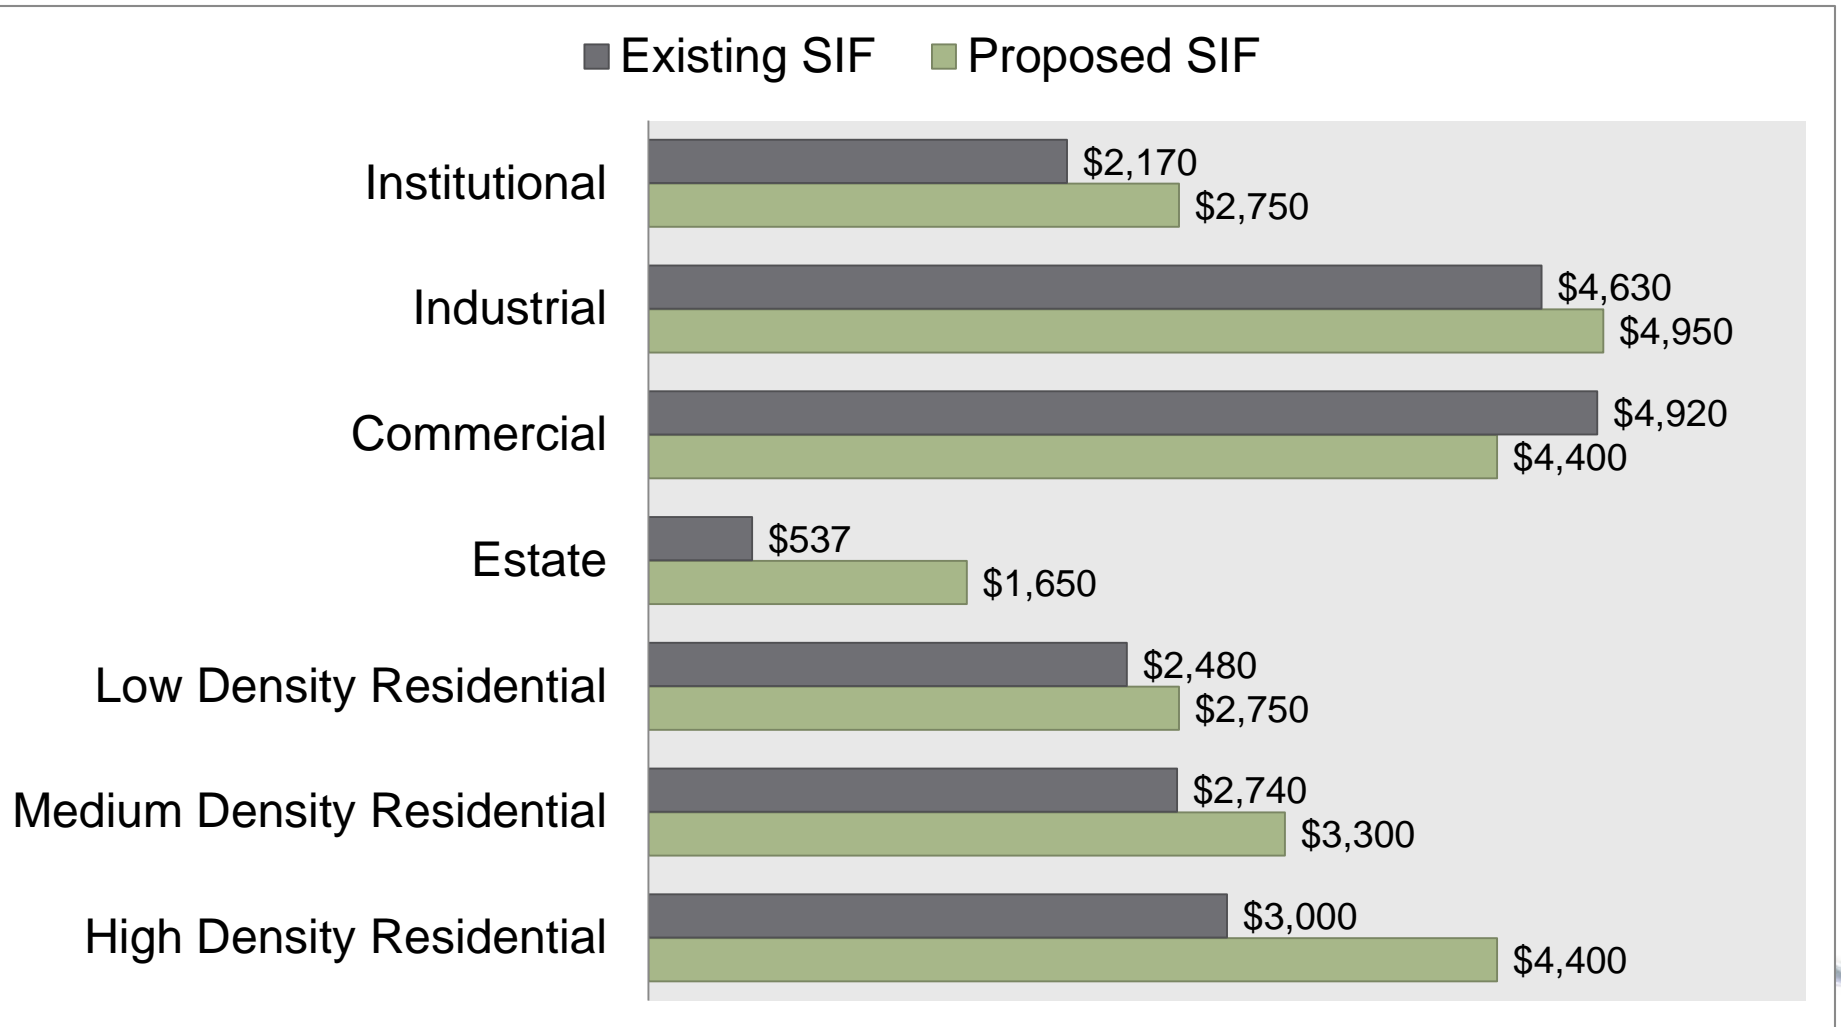 Existing SIF Proposed SIF
Institutional
$2,170
$2,750
Industrial
$4,630
$4,950
Commercial
$4,920
$4,400
Estate
$537
$1,650
Low Density Residential
$2,480
$2,750
Medium Density Residential
$2,740
$3,300
High Density Residential
$3,000
$4,400